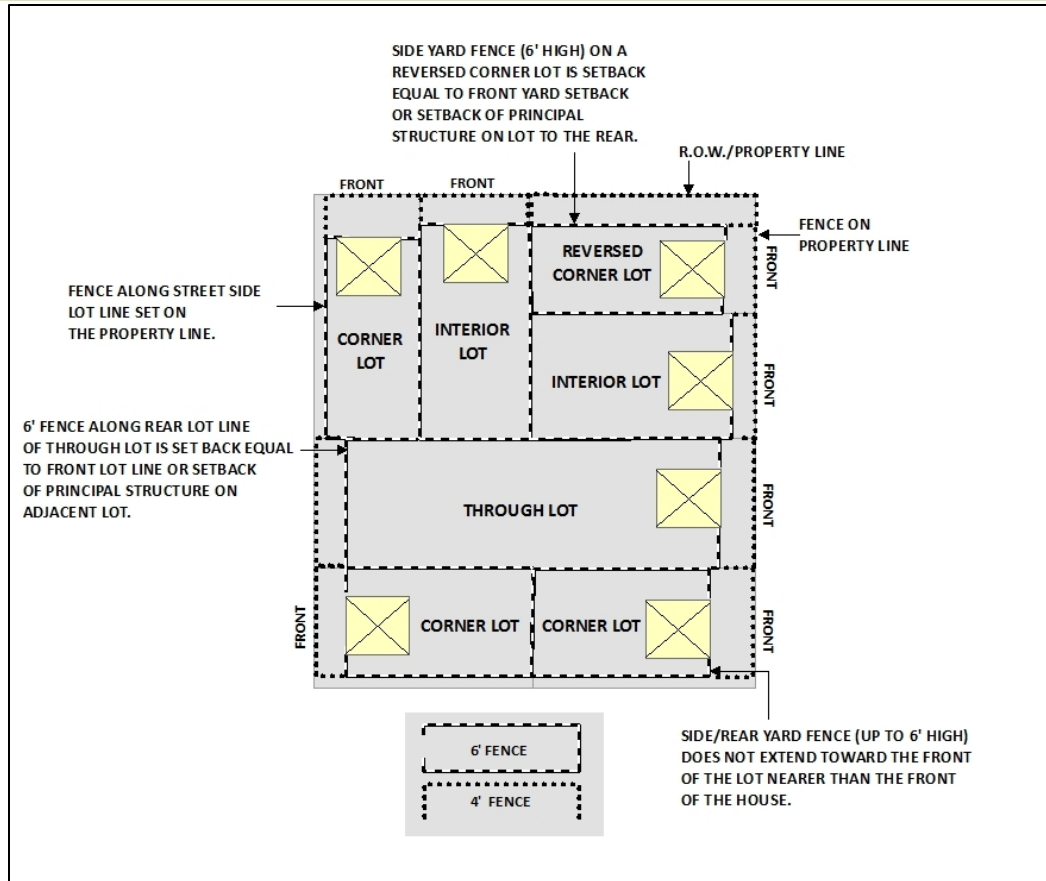 SIDE YARD FENCE (6' HIGH) ON A
REVERSED CORNER LOT IS SETBACK
EQUAL TO FRONT YARD SETBACK
OR SETBACK OF PRINCIPAL
STRUCTURE ON LOT TO THE REAR.
R.O.W./PROPERTY LINE
FRONT
FRONT
FENCE ON
PROPERTY LINE
REVERSED
CORNER LOT
FRONT
FENCE ALONG STREET SIDE
LOT LINE SET ON
THE PROPERTY LINE.
CORNER
LOT
INTERIOR
LOT
INTERIOR LOT
FRONT
6' FENCE ALONG REAR LOT LINE
OF THROUGH LOT IS SET BACK EQUAL
TO FRONT LOT LINE OR SETBACK
OF PRINCIPAL STRUCTURE ON
ADJACENT LOT.
THROUGH LOT
FRONT
FRONT
CORNER LOT
CORNER LOT
FRONT
SIDE/REAR YARD FENCE (UP TO 6' HIGH)
DOES NOT EXTEND TOWARD THE FRONT
OF THE LOT NEARER THAN THE FRONT
OF THE HOUSE.
6' FENCE
4' FENCE